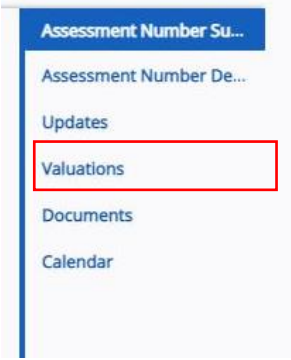 Assessment Number Su...
Assessment Number De...
Updates
Valuations
Documents
Calendar